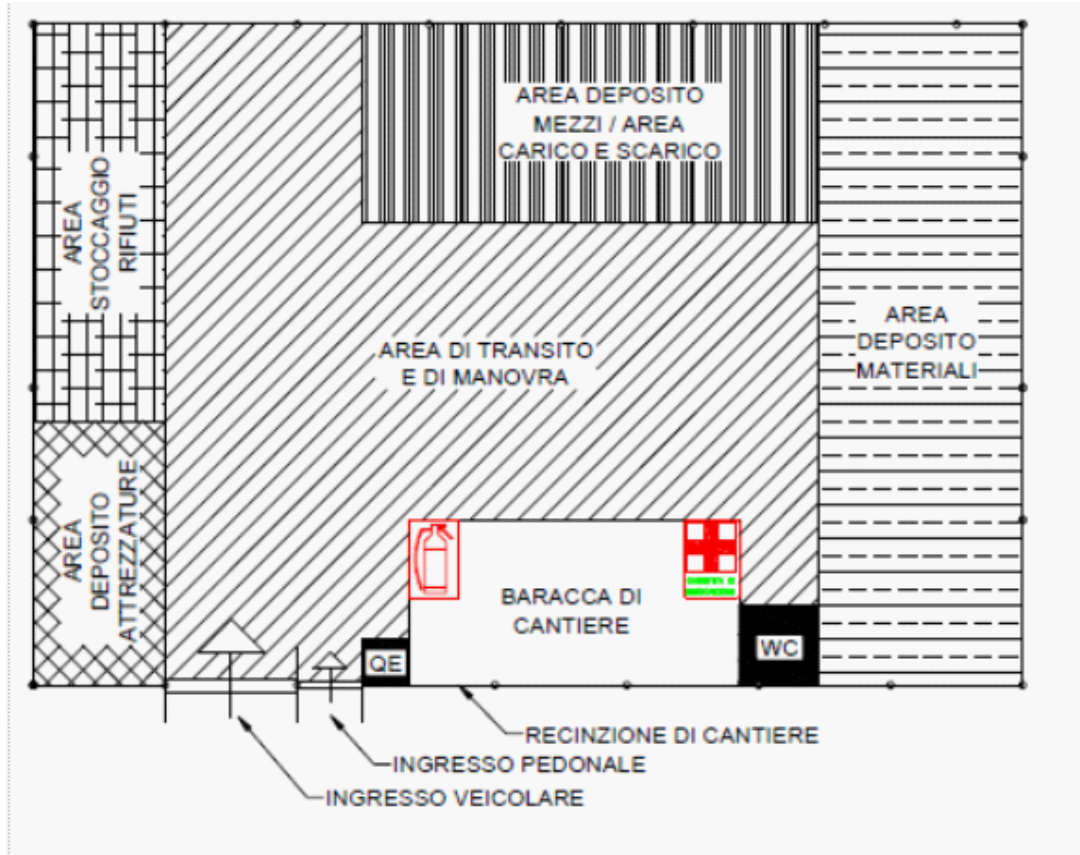 AREA DEPOSITO
MEZZI / AREA
CARICO E SCARICO
AREA
STOCCAGGIO
RIFIUTI
AREA DI TRANSITO
E DI MANOVRA
AREA
DEPOSITO
MATERIALI
AREA
DEPOSITO
ATTREZZATURE
BARACCA DI
CANTIERE
QE
WC
RECINZIONE DI CANTIERE
INGRESSO PEDONALE
INGRESSO VEICOLARE